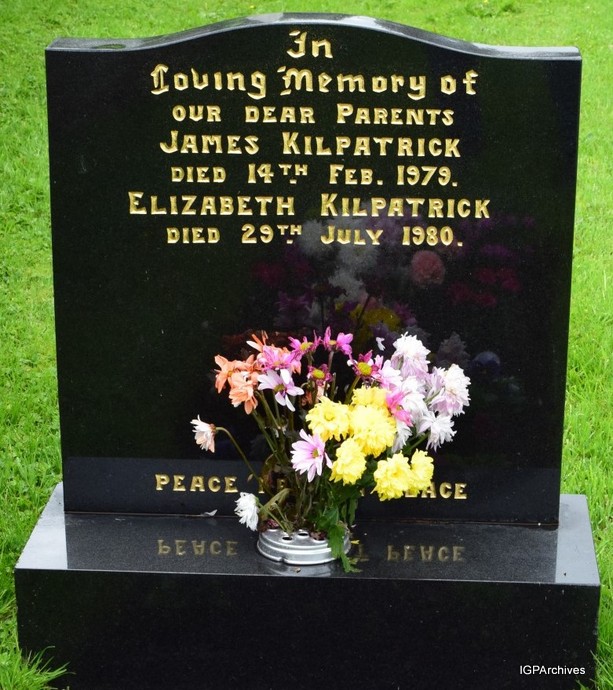 In
Loving Memory of
OUR DEAR PARENTS
JAMES KILPATRICK
DIED 14TH FEB. 1979.
ELIZABETH KILPATRICK
DIED 29TH JULY 1980.
PEACE
IGPArchives